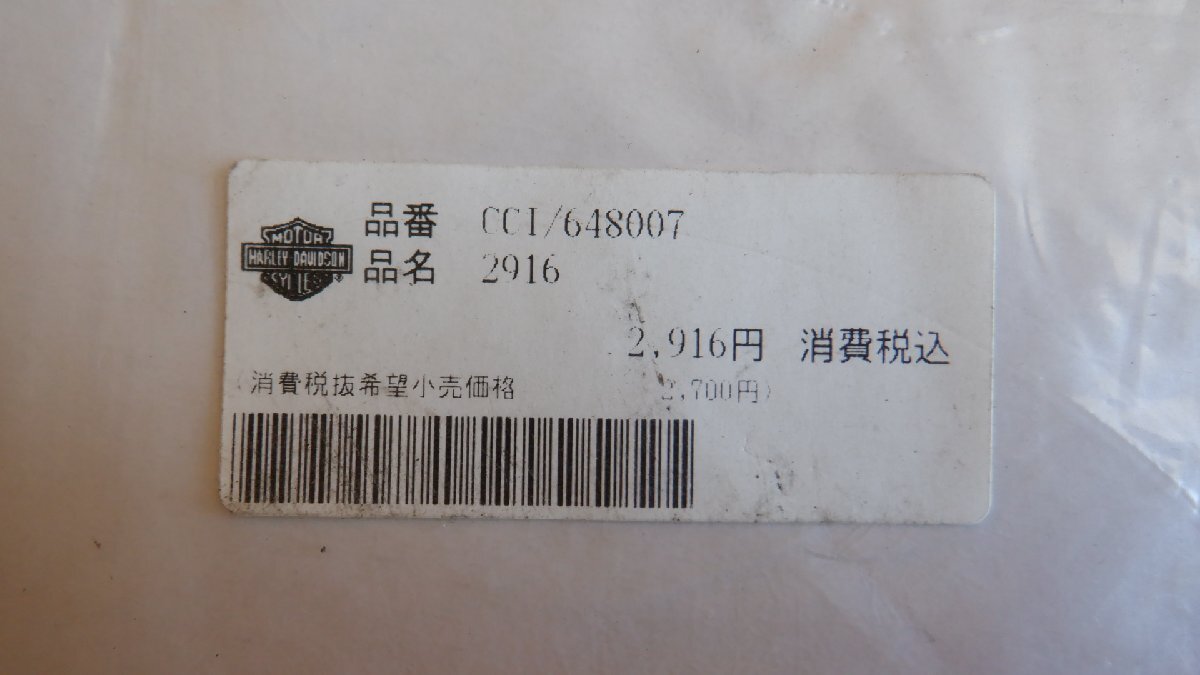 MOTOR
HARLEY-DAVIDSON
品番 CCI/648007
品名 2916
2,916円 消費税込
(消費税抜希望小売価格 2,700円)